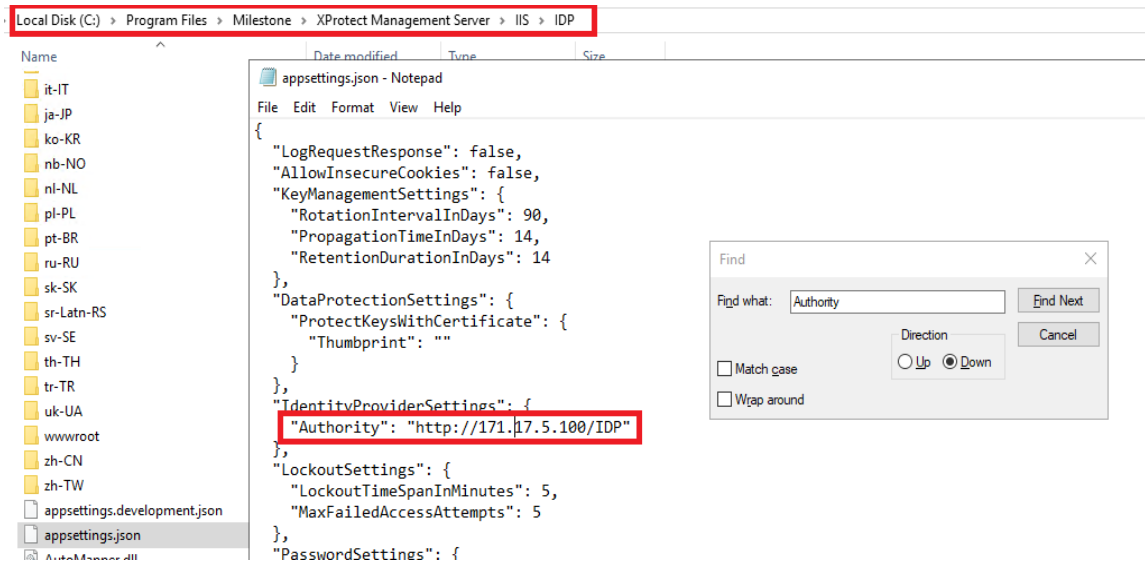 Local Disk (C:) > Program Files > Milestone > XProtect Management Server > IIS > IDP
Name Date modified Type Size
it-IT
ja-JP
ko-KR
nb-NO
nl-NL
pl-PL
pt-BR
ru-RU
sk-SK
sr-Latn-RS
sv-SE
th-TH
tr-TR
uk-UA
wwwroot
zh-CN
zh-TW
appsettings.development.json
appsettings.json
AutoMapper.dll
appsettings.json - Notepad
File Edit Format View Help
{
"LogRequestResponse": false,
"AllowInsecureCookies": false,
"KeyManagementSettings": {
"RotationIntervalInDays": 90,
"PropagationTimeInDays": 14,
"RetentionDurationInDays": 14
},
"DataProtectionSettings": {
"ProtectKeysWithCertificate": {
"Thumbprint": ""
}
},
"IdentityProviderSettings": {
"Authority": "http://171.17.5.100/IDP"
},
"LockoutSettings": {
"LockoutTimeSpanInMinutes": 5,
"MaxFailedAccessAttempts": 5
},
"PasswordSettings": {
Find
Find what: Authority Find Next
Direction Cancel
Up Down
Match case
Wrap around